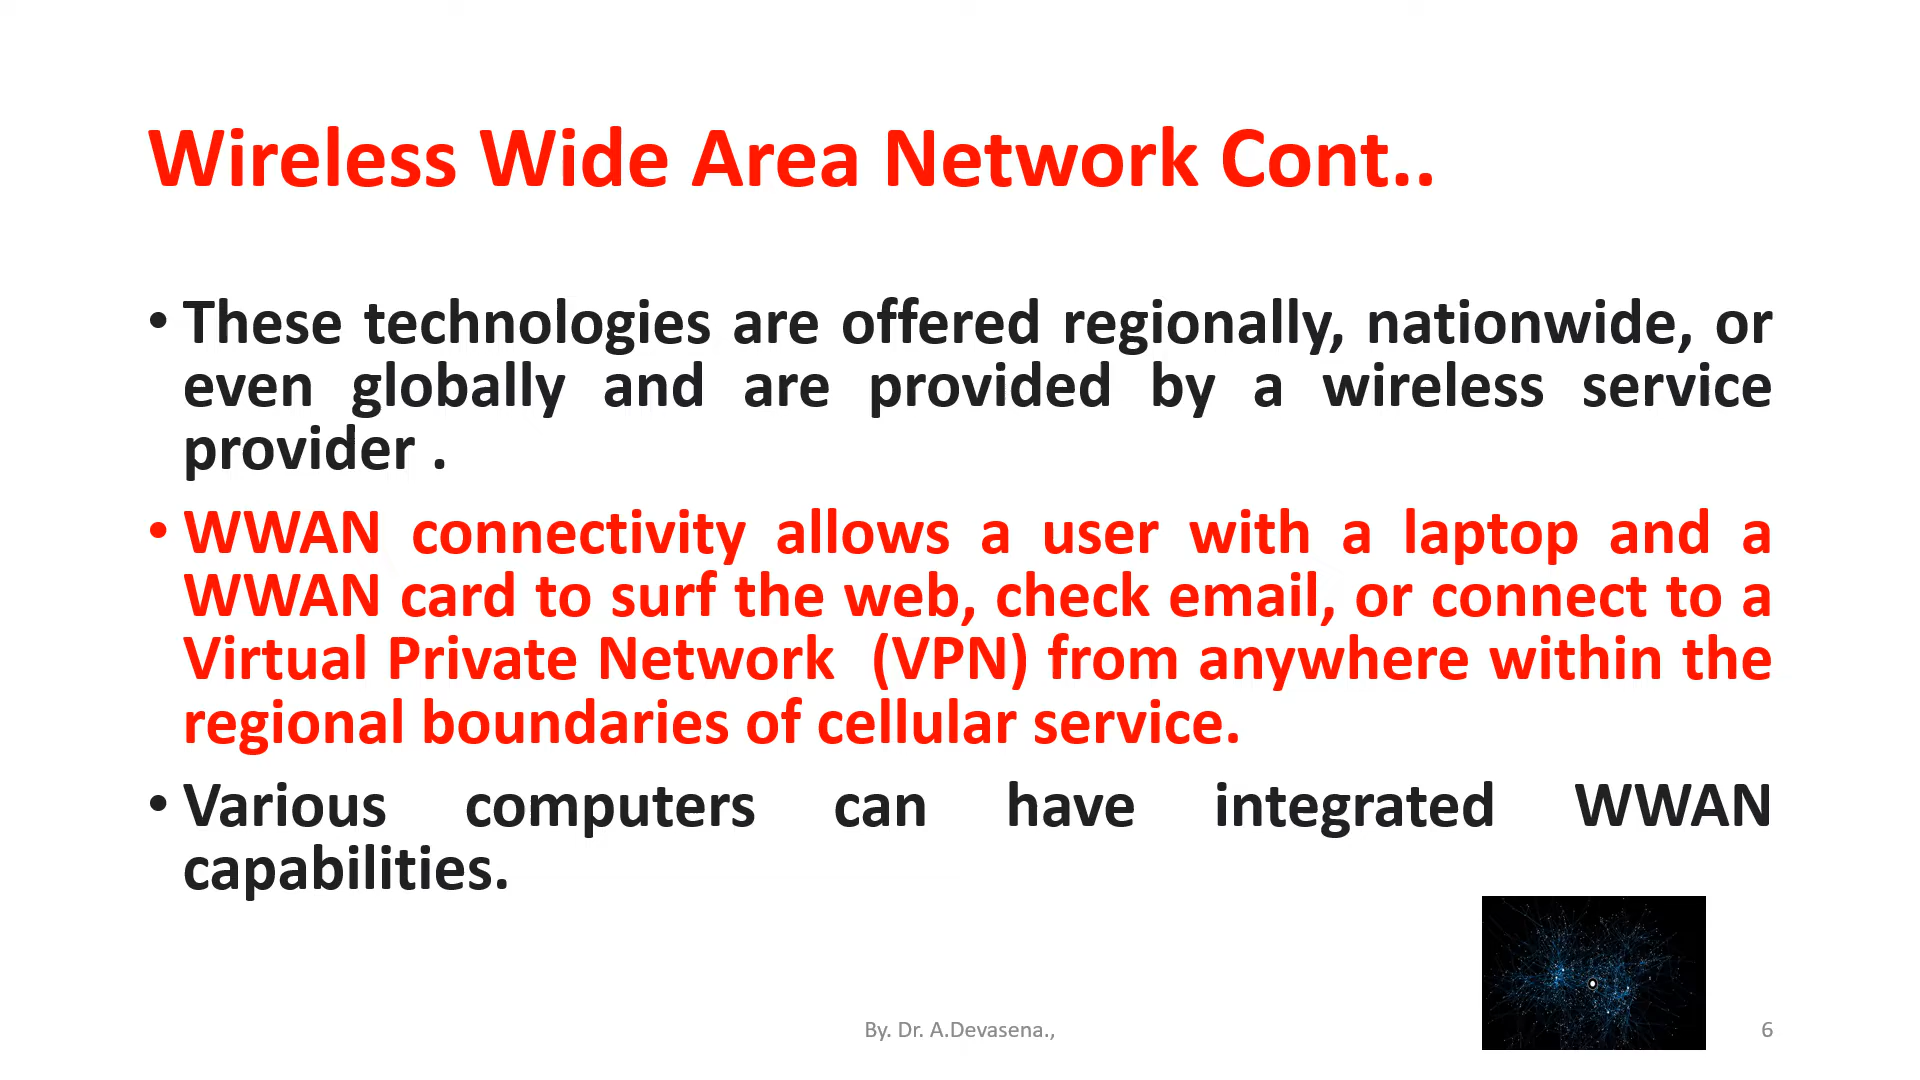 Wireless Wide Area Network Cont..
• These technologies are offered regionally, nationwide, or
even globally and are provided by a wireless service
provider .
• WWAN connectivity allows a user with a laptop and a
WWAN card to surf the web, check email, or connect to a
Virtual Private Network (VPN) from anywhere within the
regional boundaries of cellular service.
• Various computers can have integrated WWAN
capabilities.
By. Dr. A.Devasena.,
6